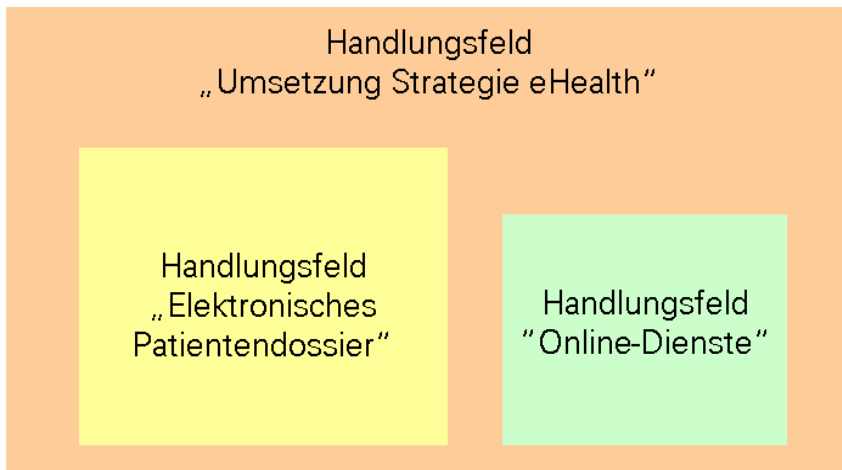 Handlungsfeld
„Umsetzung Strategie eHealth“
Handlungsfeld
„Elektronisches
Patientendossier“
Handlungsfeld
“Online-Dienste“